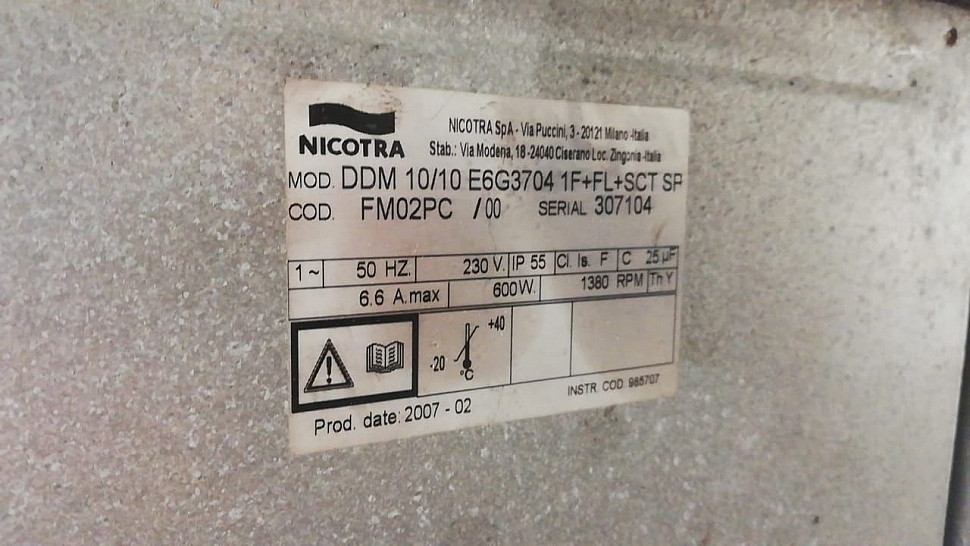 NICOTRA
NICOTRA SpA - Via Puccini, 3 - 20121 Milano -Italia
Stab.: Via Modena, 18 -24040 Ciserano Loc. Zingonia -Italia
MOD. DDM 10/10 E6G3704 1F+FL+SCT SP
COD. FM02PC /00 SERIAL 307104
1~ 50 HZ. 230 V. IP 55 Cl. Is. F C 25 µF
6.6 A.max 600W. 1380 RPM Th Y
-20 +40
°C
INSTR. COD. 985707
Prod. date: 2007 - 02